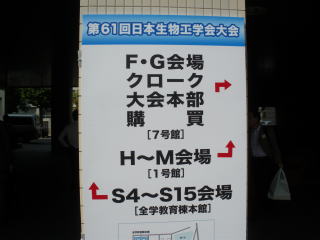 第61回日本生物工学会大会
F・G会場
クローク
大会本部
購買
[7号館]
H〜M会場
[1号館]
S4〜S15会場
[全学教育棟本館]